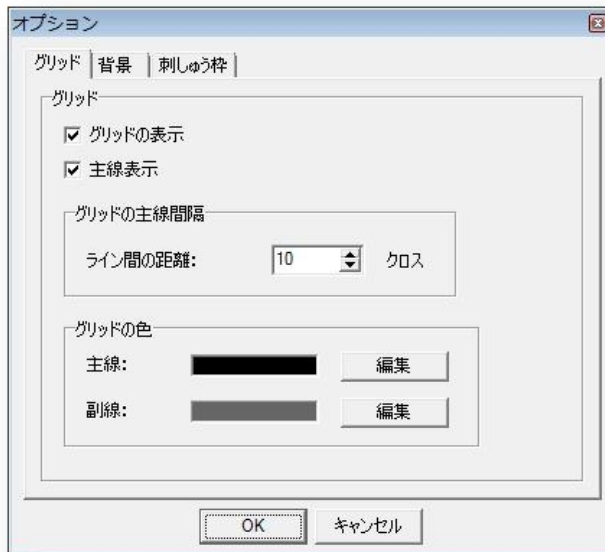 オプション
グリッド 背景 刺しゅう枠
グリッド
グリッドの表示
主線表示
グリッドの主線間隔
ライン間の距離: 10 クロス
グリッドの色
主線: 編集
副線: 編集
OK キャンセル